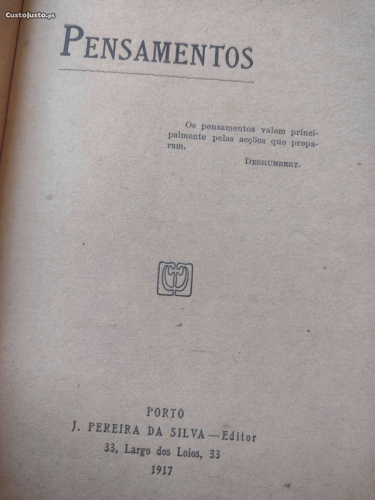 CustoJusto.pt
PENSAMENTOS
Os pensamentos valem princi-
palmente pelas acções que prepa-
ram.
DESHUMBERT.
PORTO
J. PEREIRA DA SILVA—Editor
33, Largo dos Loios, 33
1917